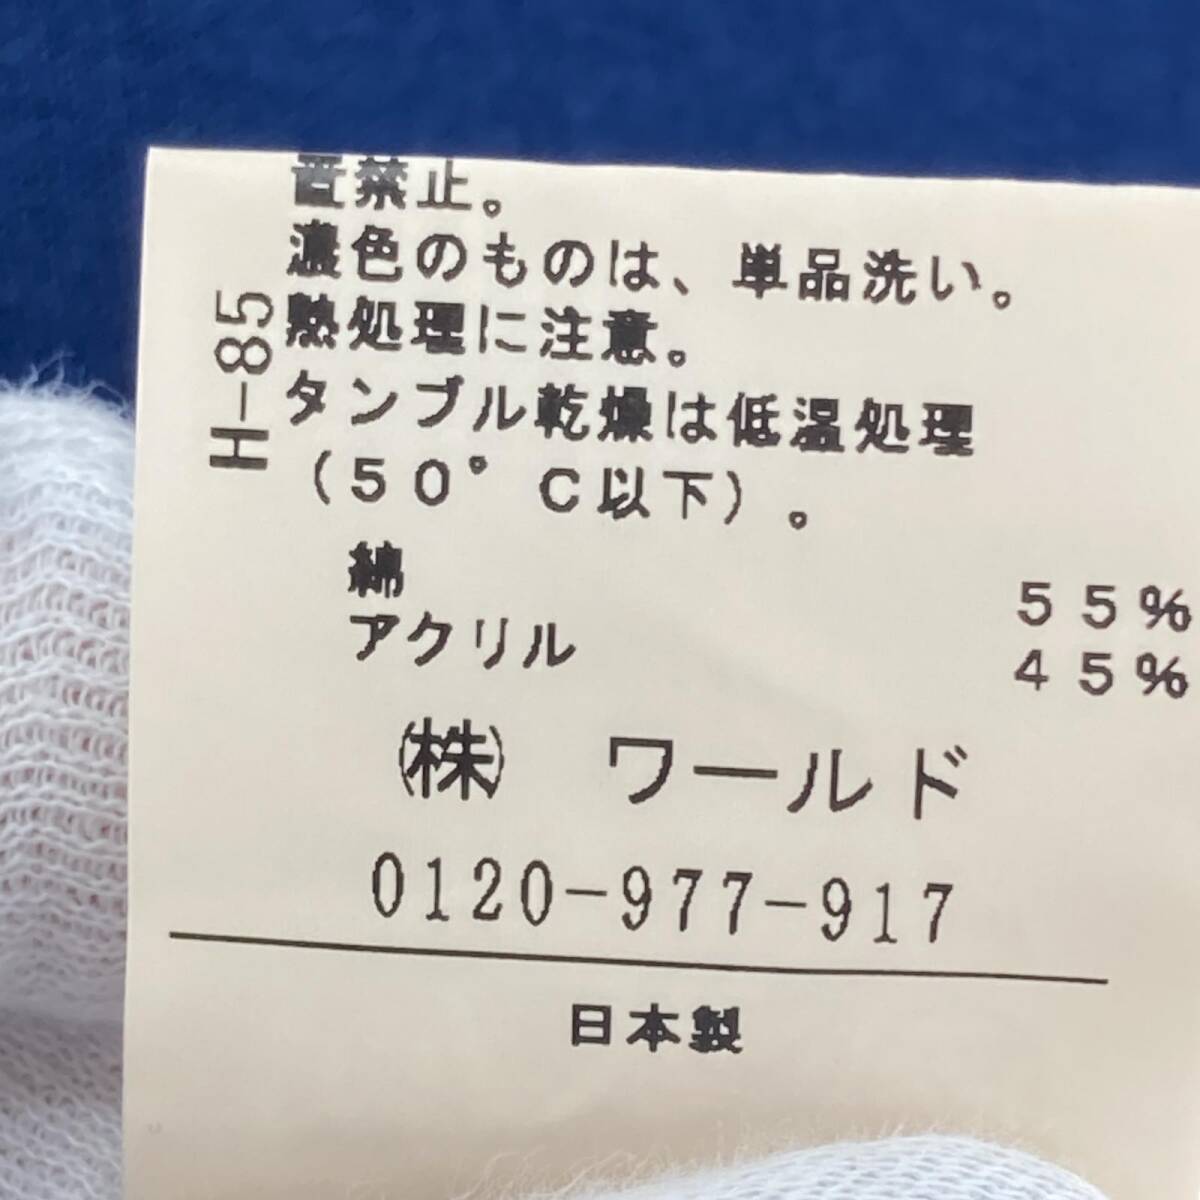 置禁止。
濃色のものは、単品洗い。
熱処理に注意。
タンブル乾燥は低温処理
（50°C以下）。
H-85
綿 55%
アクリル 45%
㈱ ワールド
0120-977-917
日本製